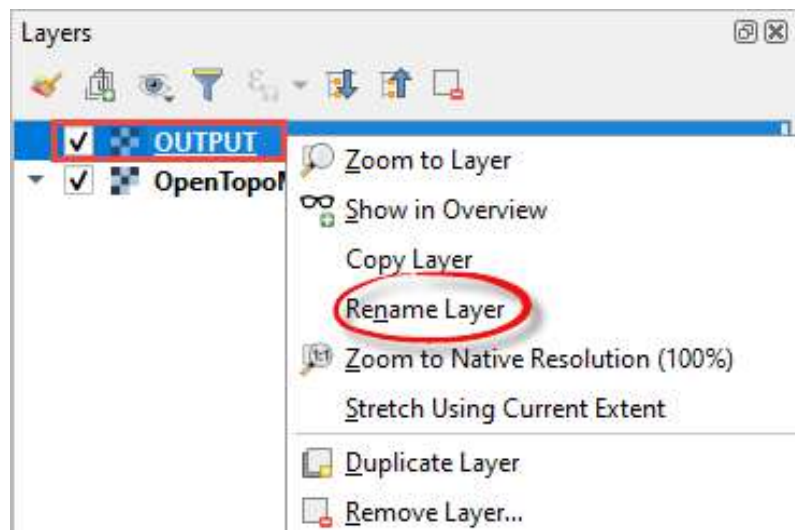 Layers
OUTPUT
OpenTopoM
Zoom to Layer
Show in Overview
Copy Layer
Rename Layer
Zoom to Native Resolution (100%)
Stretch Using Current Extent
Duplicate Layer
Remove Layer...